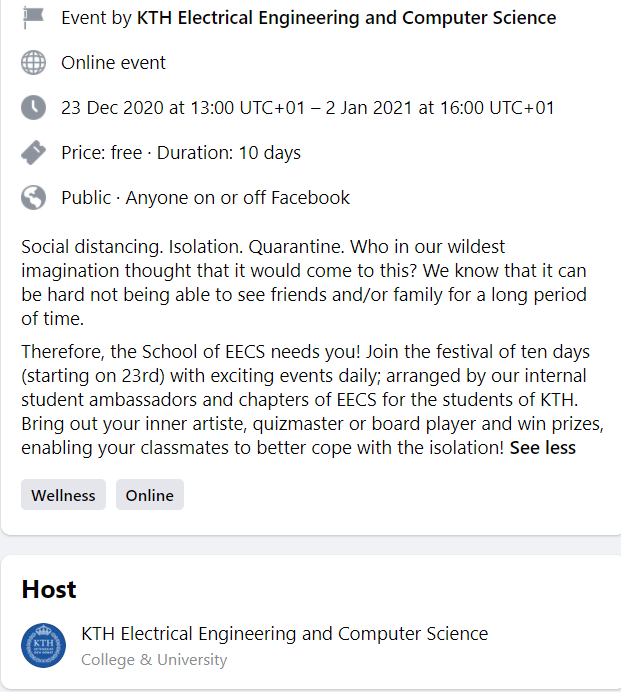 Event by KTH Electrical Engineering and Computer Science
Online event
23 Dec 2020 at 13:00 UTC+01 – 2 Jan 2021 at 16:00 UTC+01
Price: free · Duration: 10 days
Public · Anyone on or off Facebook
Social distancing. Isolation. Quarantine. Who in our wildest
imagination thought that it would come to this? We know that it can
be hard not being able to see friends and/or family for a long period
of time.
Therefore, the School of EECS needs you! Join the festival of ten days
(starting on 23rd) with exciting events daily; arranged by our internal
student ambassadors and chapters of EECS for the students of KTH.
Bring out your inner artiste, quizmaster or board player and win prizes,
enabling your classmates to better cope with the isolation! See less
Wellness Online
Host
KTH
KTH Electrical Engineering and Computer Science
College & University